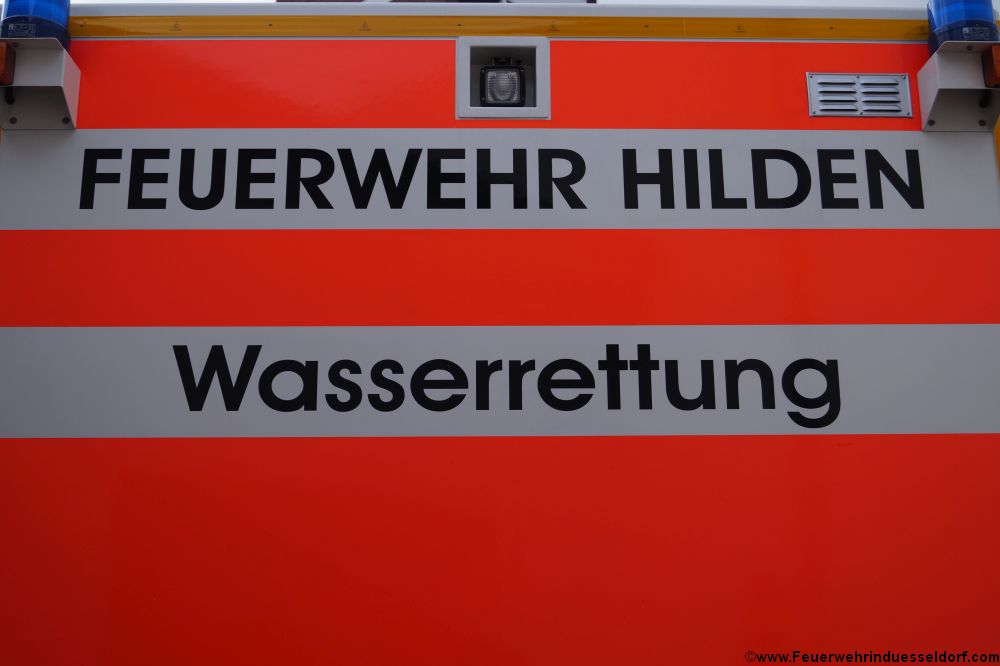 FEUERWEHR HILDEN
Wasserrettung
©www.Feuerwehrinduesseldorf.com